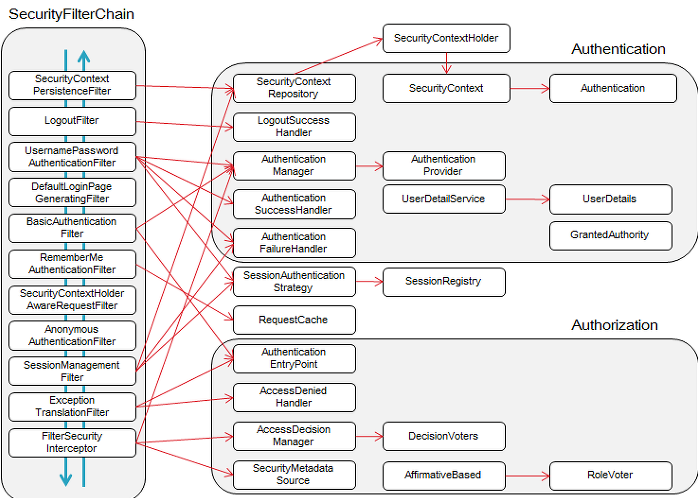 SecurityFilterChain
SecurityContext
PersistenceFilter
LogoutFilter
UsernamePassword
AuthenticationFilter
DefaultLoginPage
GeneratingFilter
BasicAuthentication
Filter
RememberMe
AuthenticationFilter
SecurityContextHolder
AwareRequestFilter
Anonymous
AuthenticationFilter
SessionManagement
Filter
Exception
TranslationFilter
FilterSecurity
Interceptor
SecurityContextHolder
Authentication
SecurityContext
Repository
SecurityContext
Authentication
LogoutSuccess
Handler
Authentication
Manager
Authentication
Provider
Authentication
SuccessHandler
UserDetailService
UserDetails
Authentication
FailureHandler
GrantedAuthority
SessionAuthentication
Strategy
SessionRegistry
RequestCache
Authorization
Authentication
EntryPoint
AccessDenied
Handler
AccessDecision
Manager
DecisionVoters
SecurityMetadata
Source
AffirmativeBased
RoleVoter